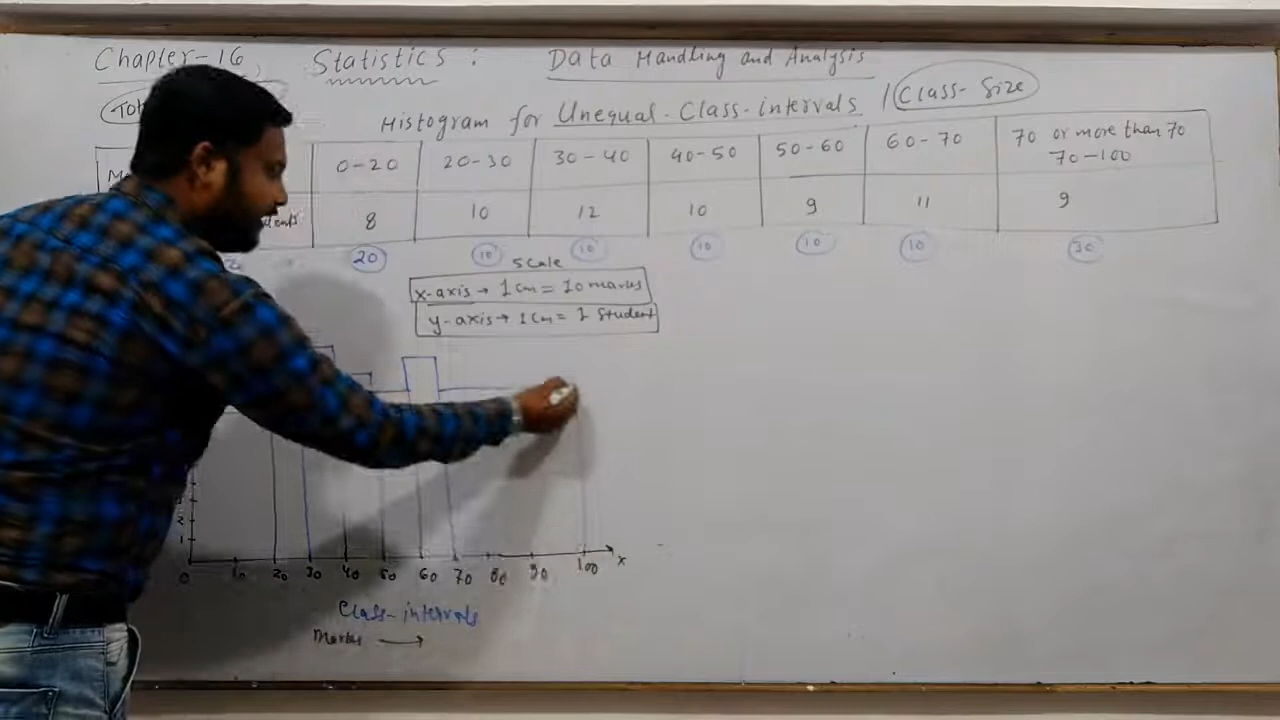 Chapter-16, Statistics : Data Handling and Analysis
Histogram for Unequal-Class-intervals / Class-Size
0-20 20-30 30-40 40-50 50-60 60-70 70 or more than 70
70-100
8 10 12 10 9 11 9
20 10 10 10 10 10 30
Scale
x-axis → 1 cm = 10 marks
y-axis → 1 cm = 1 Student
2
1
0 10 20 30 40 50 60 70 80 90 100 x
Class-intervals
Marks →